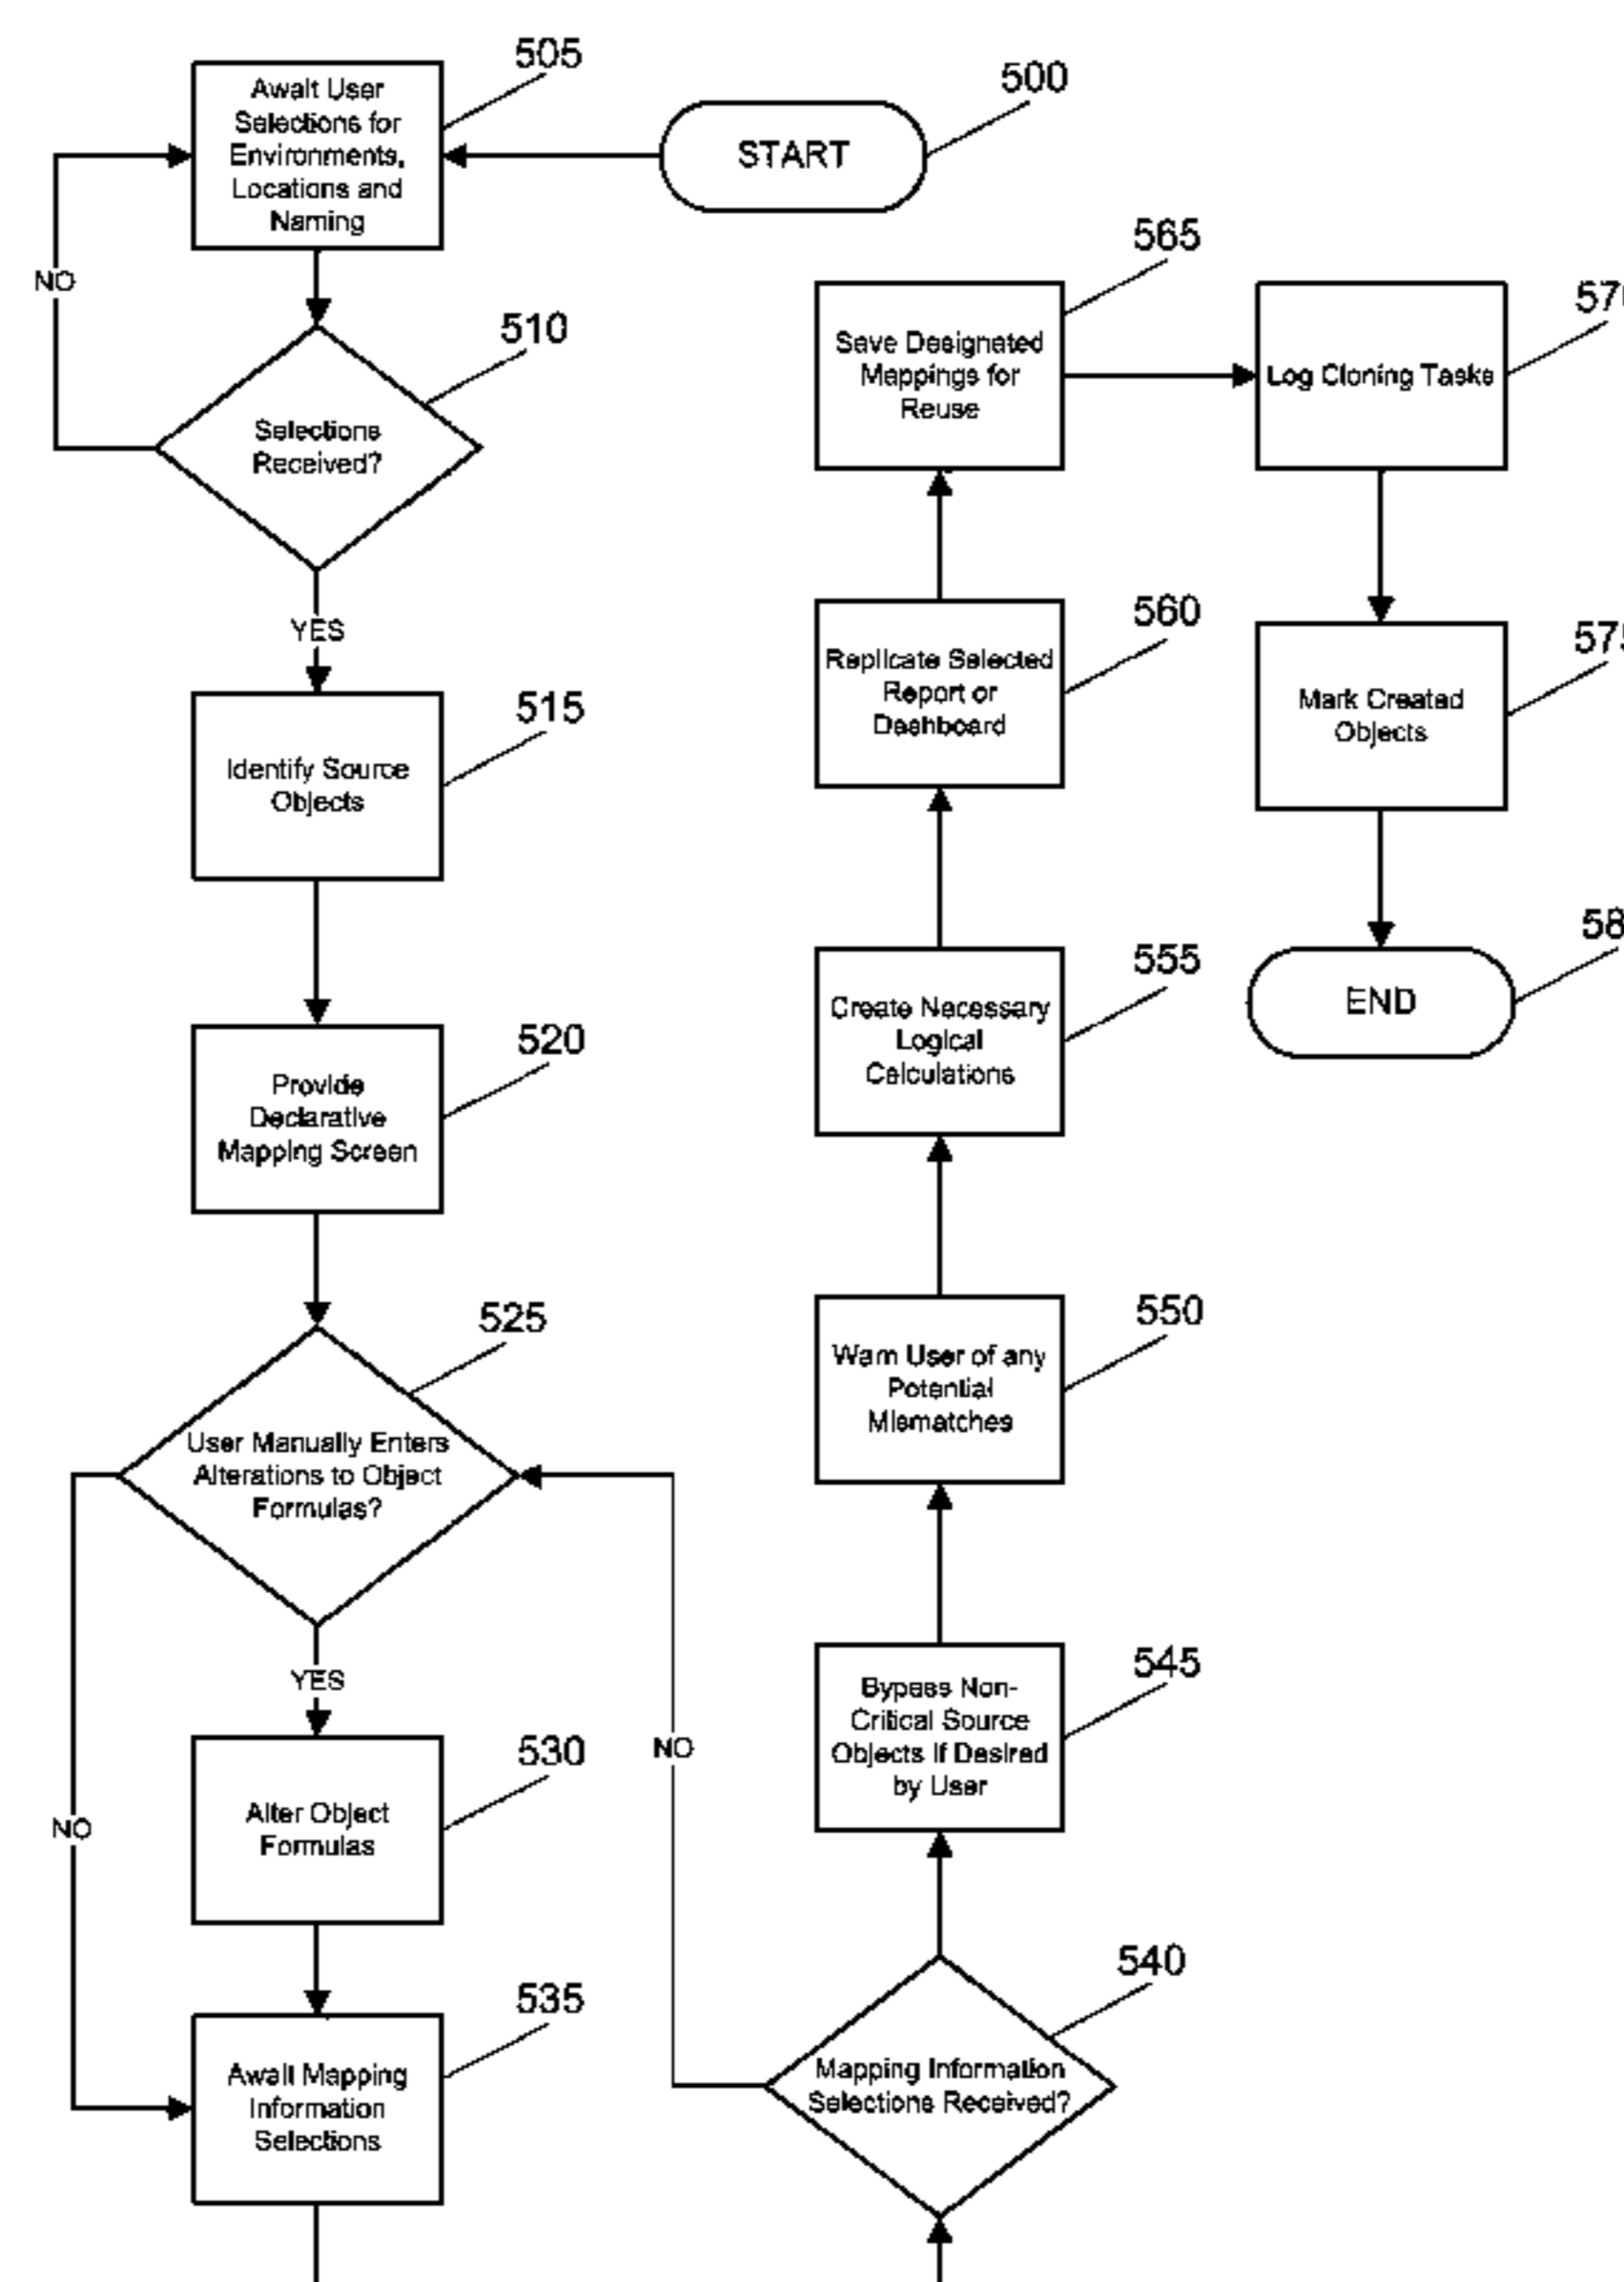 505
Await User
Selections for
Environments,
Locations and
Naming
START
500
NO
510
Selections
Received?
YES
515
Identify Source
Objects
520
Provide
Declarative
Mapping Screen
525
User Manually Enters
Alterations to Object
Formulas?
YES
NO
530
Alter Object
Formulas
535
Await Mapping
Information
Selections
NO
540
Mapping Information
Selections Received?
545
Bypass Non-
Critical Source
Objects if Desired
by User
550
Warn User of any
Potential
Mismatches
555
Create Necessary
Logical
Calculations
560
Replicate Selected
Report or
Dashboard
565
Save Designated
Mappings for
Reuse
Log Cloning Tasks
Mark Created
Objects
END